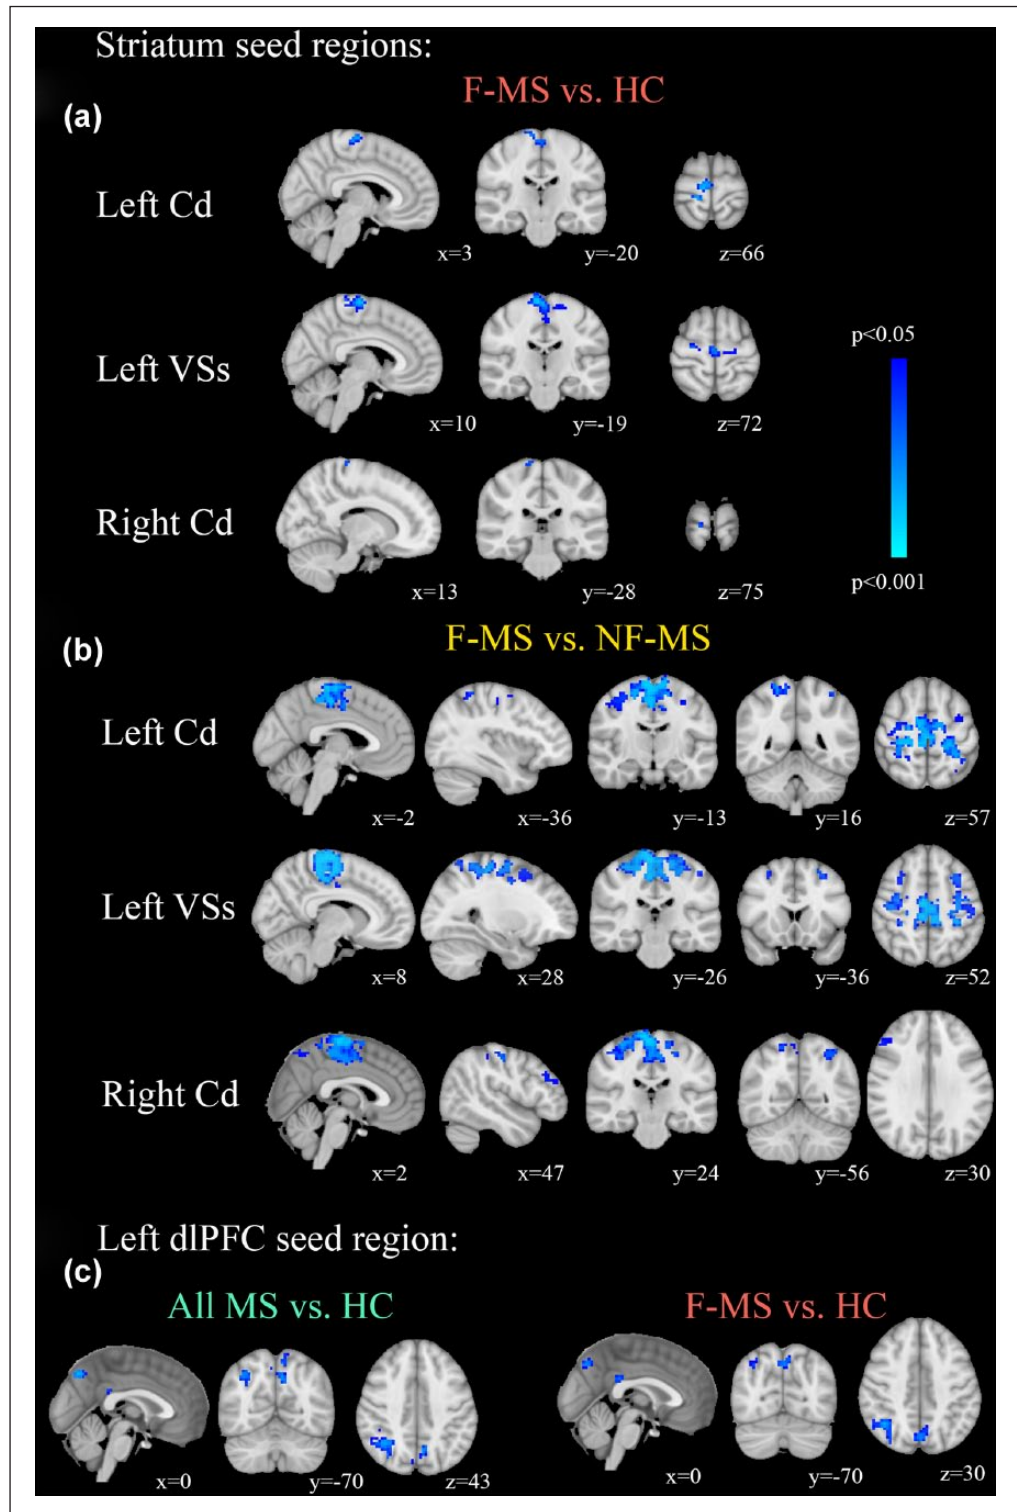 Striatum seed regions:
F-MS vs. HC
(a)
Left Cd
x=3 y=-20 z=66
Left VSs
x=10 y=-19 z=72
Right Cd
x=13 y=-28 z=75
p<0.05
p<0.001
F-MS vs. NF-MS
(b)
Left Cd
x=-2 x=-36 y=-13 y=16 z=57
Left VSs
x=8 x=28 y=-26 y=-36 z=52
Right Cd
x=2 x=47 y=24 y=-56 z=30
Left dlPFC seed region:
(c)
All MS vs. HC F-MS vs. HC
x=0 y=-70 z=43 x=0 y=-70 z=30